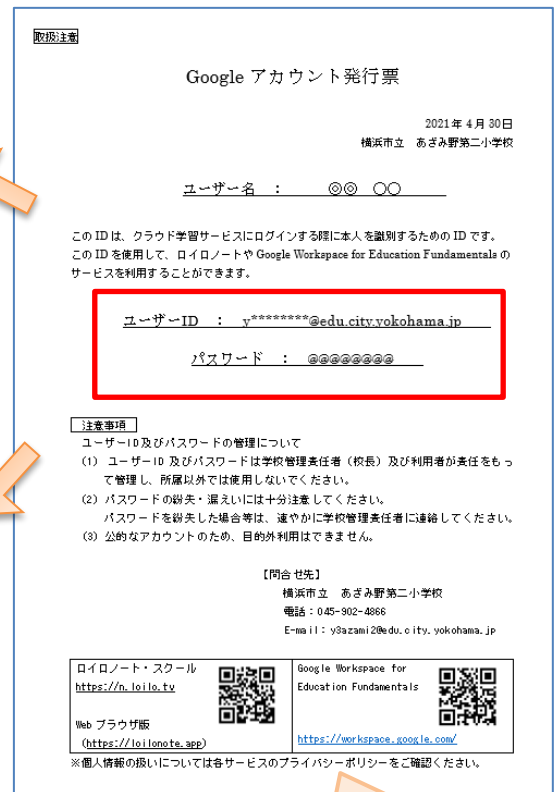 取扱注意
Google アカウント発行票
2021年 4月 30日
横浜市立 あざみ野第二小学校
ユーザー名 : ◎◎ ○○
この ID は、クラウド学習サービスにログインする際に本人を識別するための ID です。
この ID を使用して、ロイロノートや Google Workspace for Education Fundamentals の
サービスを利用することができます。
ユーザーID : y********@edu.city.yokohama.jp
パスワード : @@@@@@@@
注意事項
ユーザーID及びパスワードの管理について
(1) ユーザーID 及びパスワードは学校管理責任者（校長）及び利用者が責任をもっ
て管理し、所属以外では使用しないでください。
(2) パスワードの紛失・漏えいには十分注意してください。
パスワードを紛失した場合等は、速やかに学校管理責任者に連絡してください。
(3) 公的なアカウントのため、目的外利用はできません。
【問合せ先】
横浜市立 あざみ野第二小学校
電話：045-902-4866
E-mail：y3azami2@edu.city.yokohama.jp
ロイロノート・スクール
https://n.loilo.tv
Web ブラウザ版
(https://loilonote.app)
Google Workspace for
Education Fundamentals
https://workspace.google.com/
※個人情報の扱いについては各サービスのプライバシーポリシーをご確認ください。